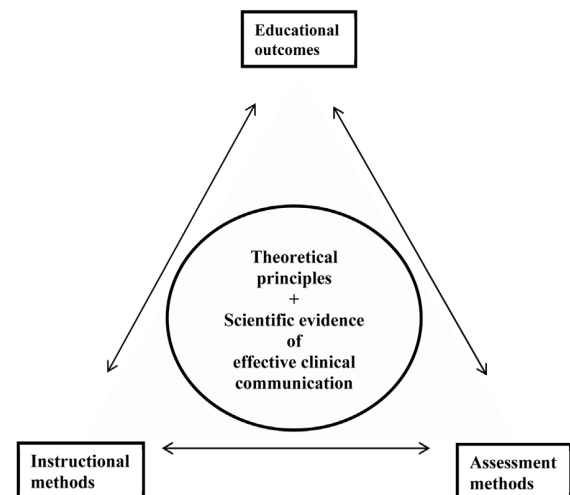 Educational
outcomes
Theoretical
principles
+
Scientific evidence
of
effective clinical
communication
Instructional
methods
Assessment
methods